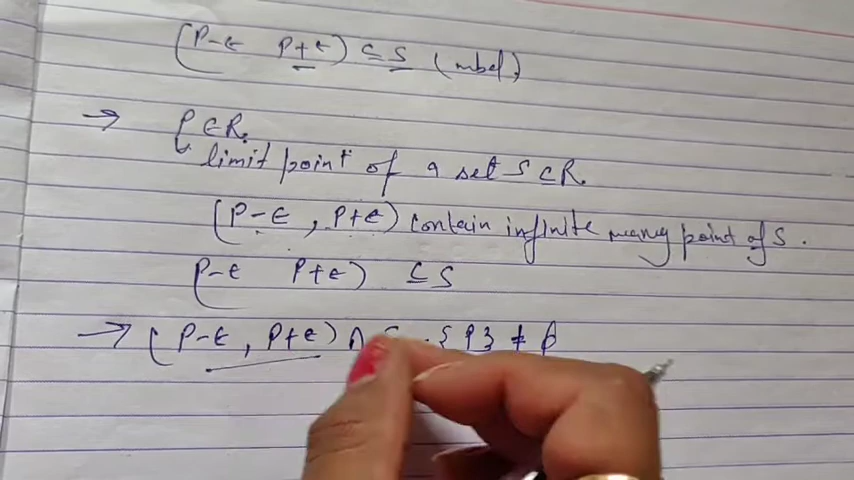 (P-ϵ P+ϵ) ⊆ S (nbd)
→ P ∈ R.
↳ limit point of a set S ⊆ R.
(P-ϵ, P+ϵ) contain infinite many point of S.
(P-ϵ P+ϵ) ⊆ S
→ (P-ϵ, P+ϵ) ∩ S - {P} ≠ ϕ